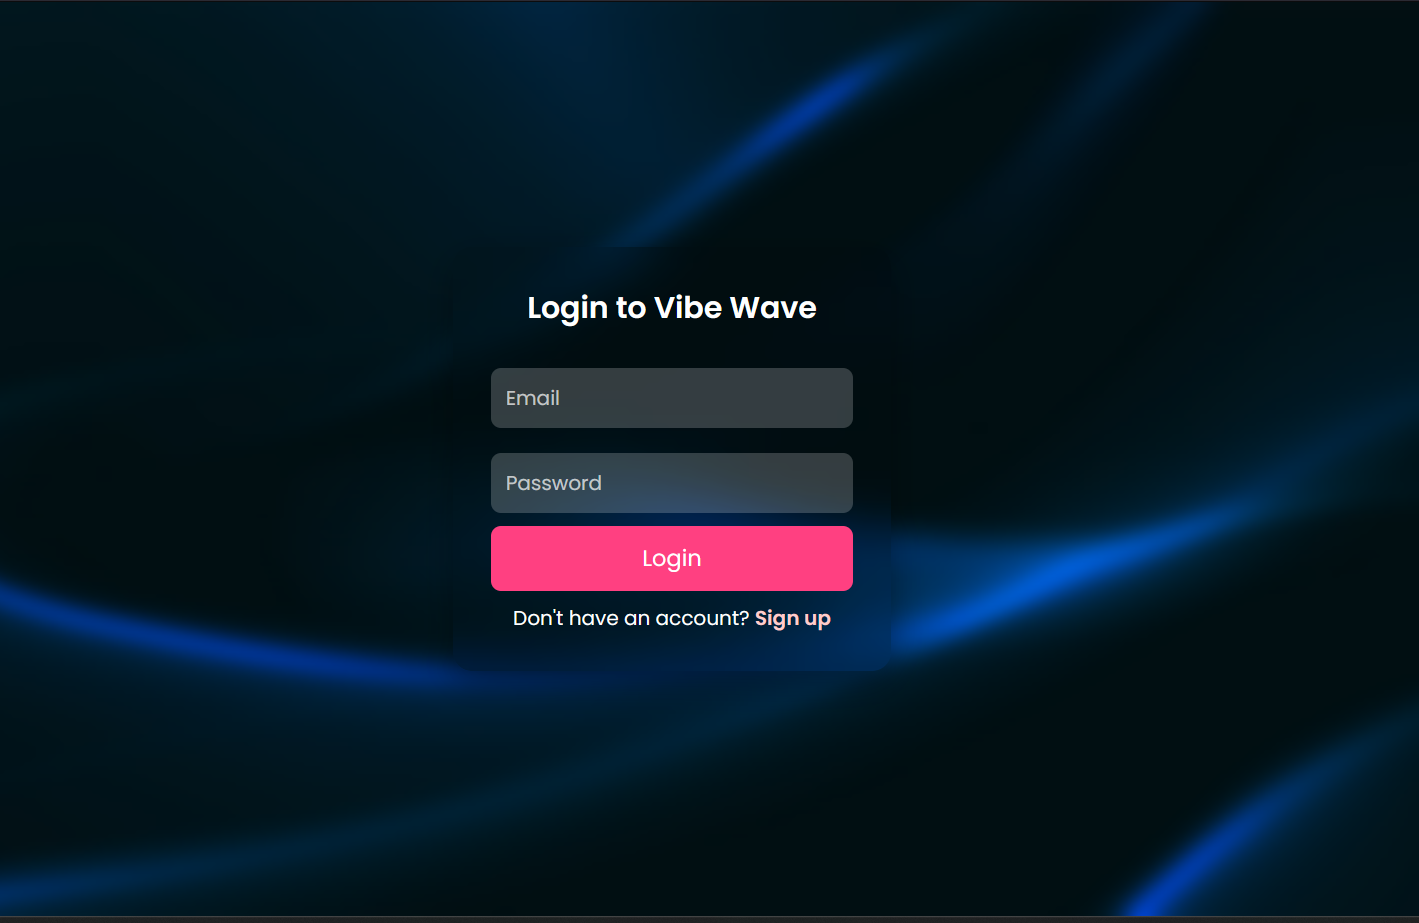 Login to Vibe Wave
Email
Password
Login
Don't have an account? Sign up